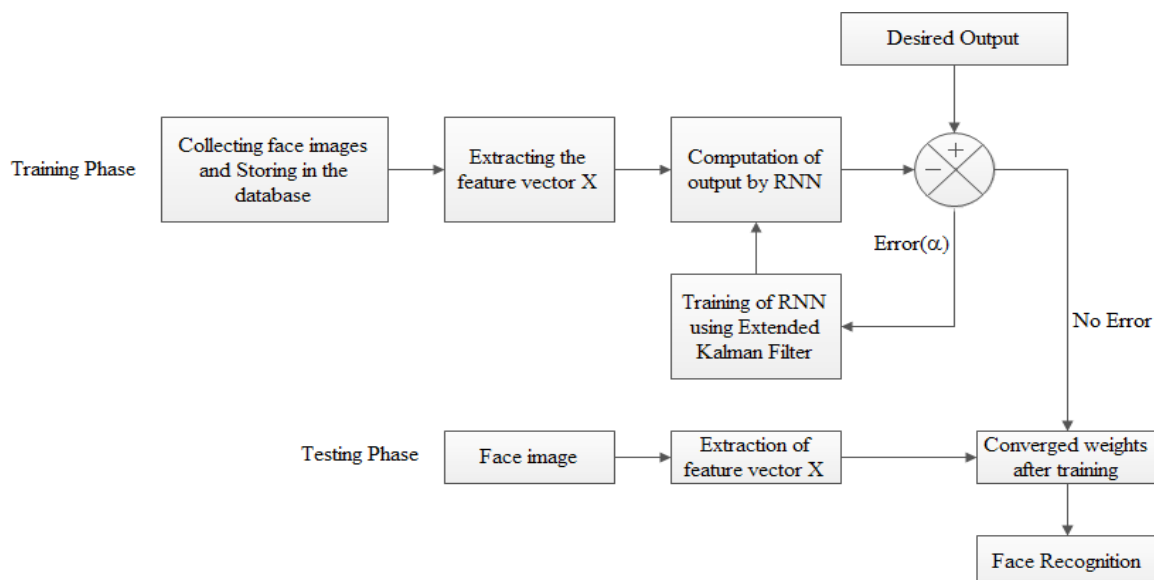 Desired Output
Training Phase
Collecting face images
and Storing in the
database
Extracting the
feature vector X
Computation of
output by RNN
+
−
Error(α)
Training of RNN
using Extended
Kalman Filter
No Error
Testing Phase
Face image
Extraction of
feature vector X
Converged weights
after training
Face Recognition